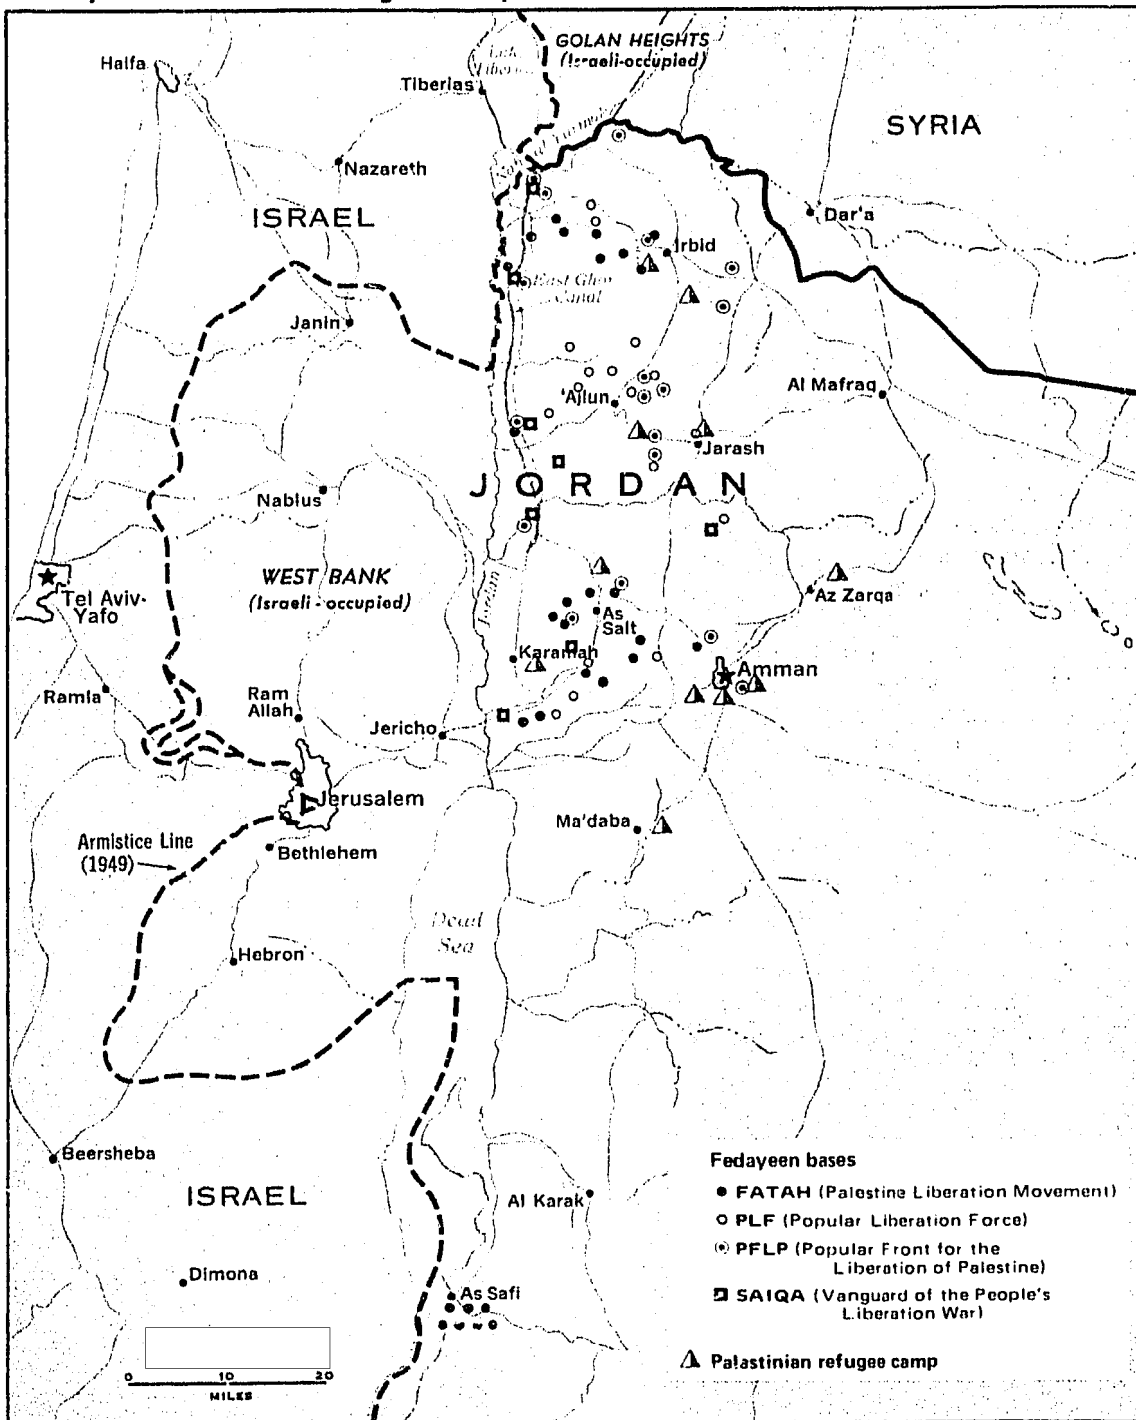 GOLAN HEIGHTS
(Israeli-occupied)
Haifa
Tiberias
SYRIA
Nazareth
ISRAEL
Dar'a
Irbid
East Ghor
Canal
Janin
Al Mafraq
'Ajlun
Jarash
JORDAN
Nablus
WEST BANK
(Israeli-occupied)
Tel Aviv-
Yafo
Jordan
Az Zarqa
As
Salt
Karamah
Amman
Ramla
Ram
Allah
Jericho
Jerusalem
Ma'daba
Armistice Line
(1949)
Bethlehem
Dead
Sea
Hebron
Beersheba
ISRAEL
Al Karak
Dimona
As Safi
0 10 20
MILES
Fedayeen bases
FATAH (Palestine Liberation Movement)
PLF (Popular Liberation Force)
PFLP (Popular Front for the
Liberation of Palestine)
SAIQA (Vanguard of the People's
Liberation War)
Palastinian refugee camp